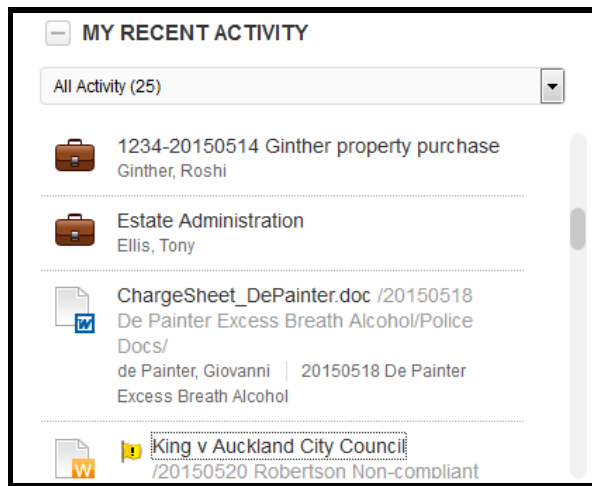 MY RECENT ACTIVITY
All Activity (25)
1234-20150514 Ginther property purchase
Ginther, Roshi
Estate Administration
Ellis, Tony
ChargeSheet_DePainter.doc /20150518
De Painter Excess Breath Alcohol/Police
Docs/
de Painter, Giovanni | 20150518 De Painter
Excess Breath Alcohol
W
King v Auckland City Council
W
/20150520 Robertson Non-compliant